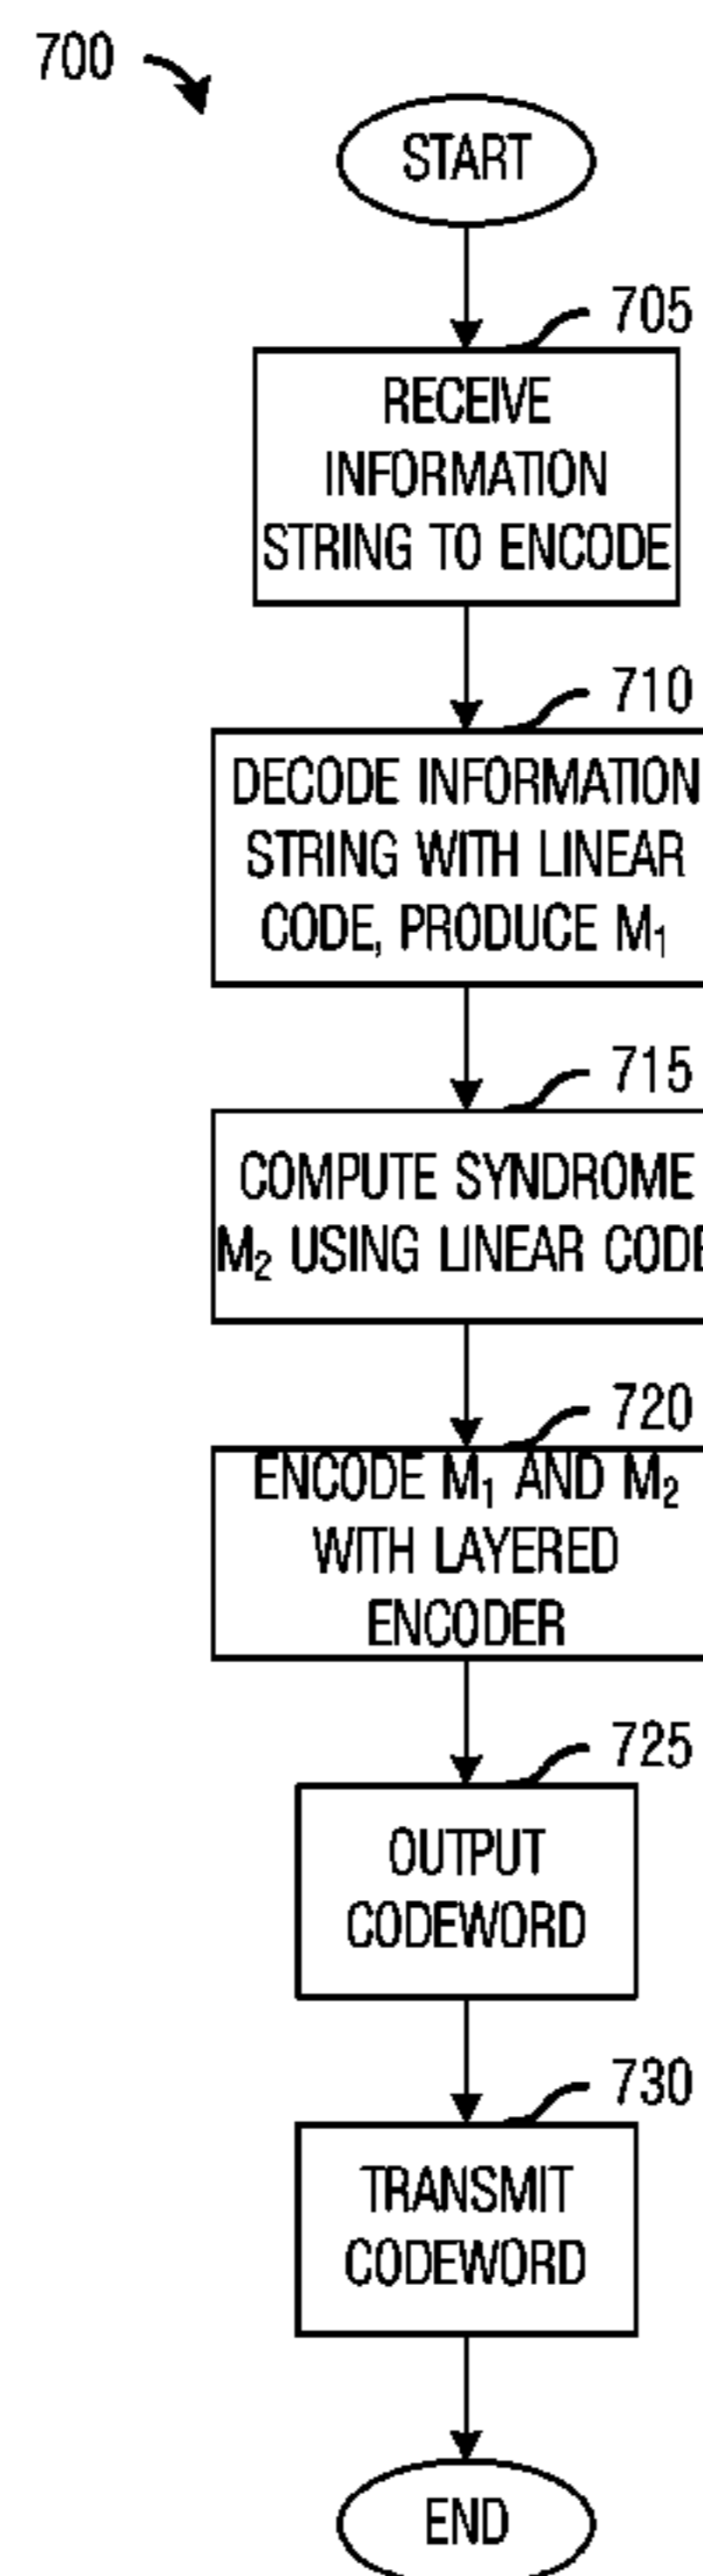 700
START
705
RECEIVE
INFORMATION
STRING TO ENCODE
710
DECODE INFORMATION
STRING WITH LINEAR
CODE, PRODUCE M₁
715
COMPUTE SYNDROME
M₂ USING LINEAR CODE
720
ENCODE M₁ AND M₂
WITH LAYERED
ENCODER
725
OUTPUT
CODEWORD
730
TRANSMIT
CODEWORD
END